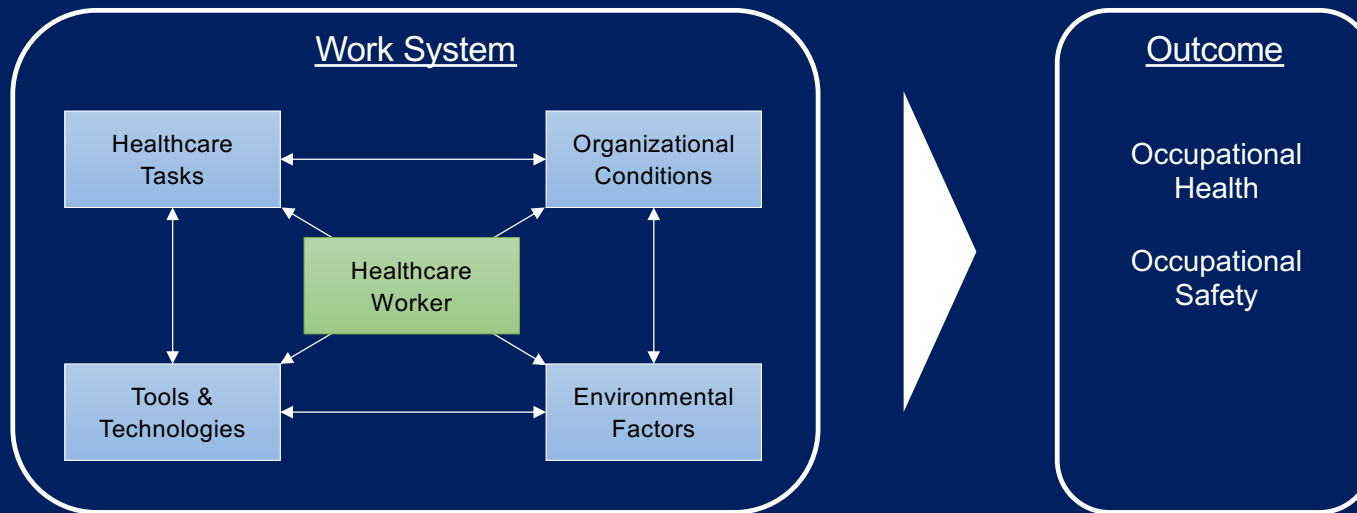 Work System
Healthcare
Tasks
Organizational
Conditions
Healthcare
Worker
Tools &
Technologies
Environmental
Factors
Outcome
Occupational
Health
Occupational
Safety